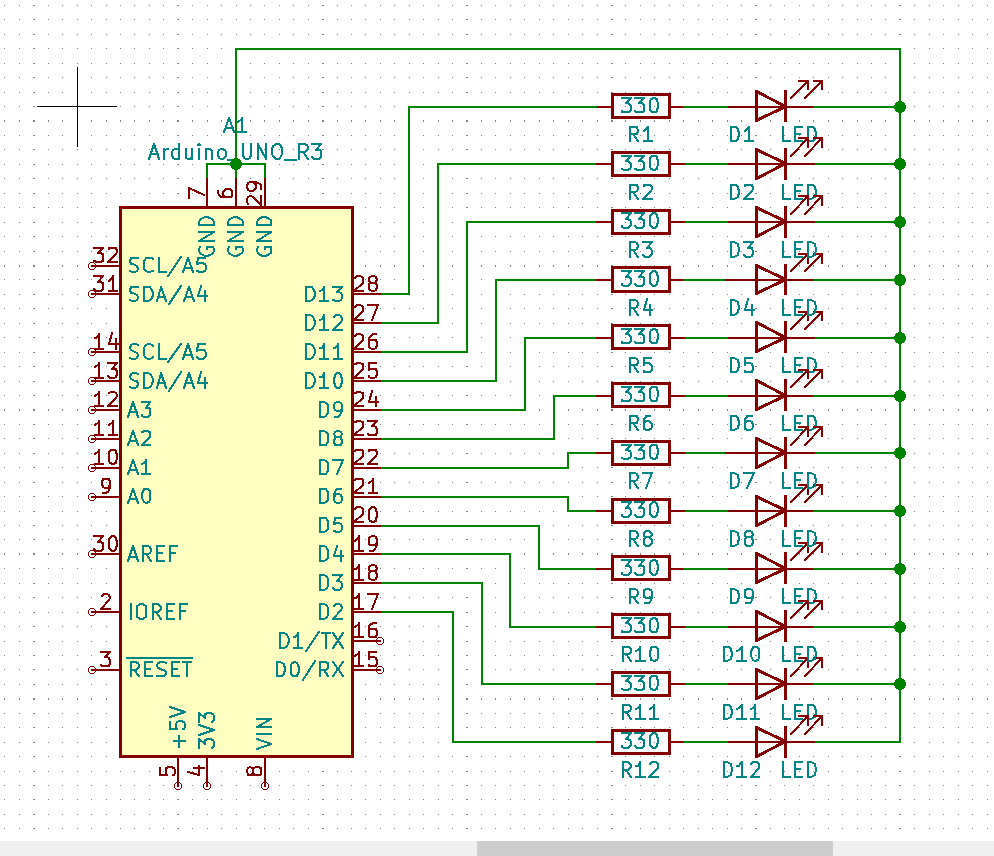 A1
Arduino_UNO_R3
7 6 29
GND GND GND
32 SCL/A5
31 SDA/A4
14 SCL/A5
13 SDA/A4
12 A3
11 A2
10 A1
9 A0
30 AREF
2 IOREF
3 RESET
D13 28
D12 27
D11 26
D10 25
D9 24
D8 23
D7 22
D6 21
D5 20
D4 19
D3 18
D2 17
D1/TX 16
D0/RX 15
+5V 3V3 VIN
5 4 8
330
R1 D1 LED
330
R2 D2 LED
330
R3 D3 LED
330
R4 D4 LED
330
R5 D5 LED
330
R6 D6 LED
330
R7 D7 LED
330
R8 D8 LED
330
R9 D9 LED
330
R10 D10 LED
330
R11 D11 LED
330
R12 D12 LED